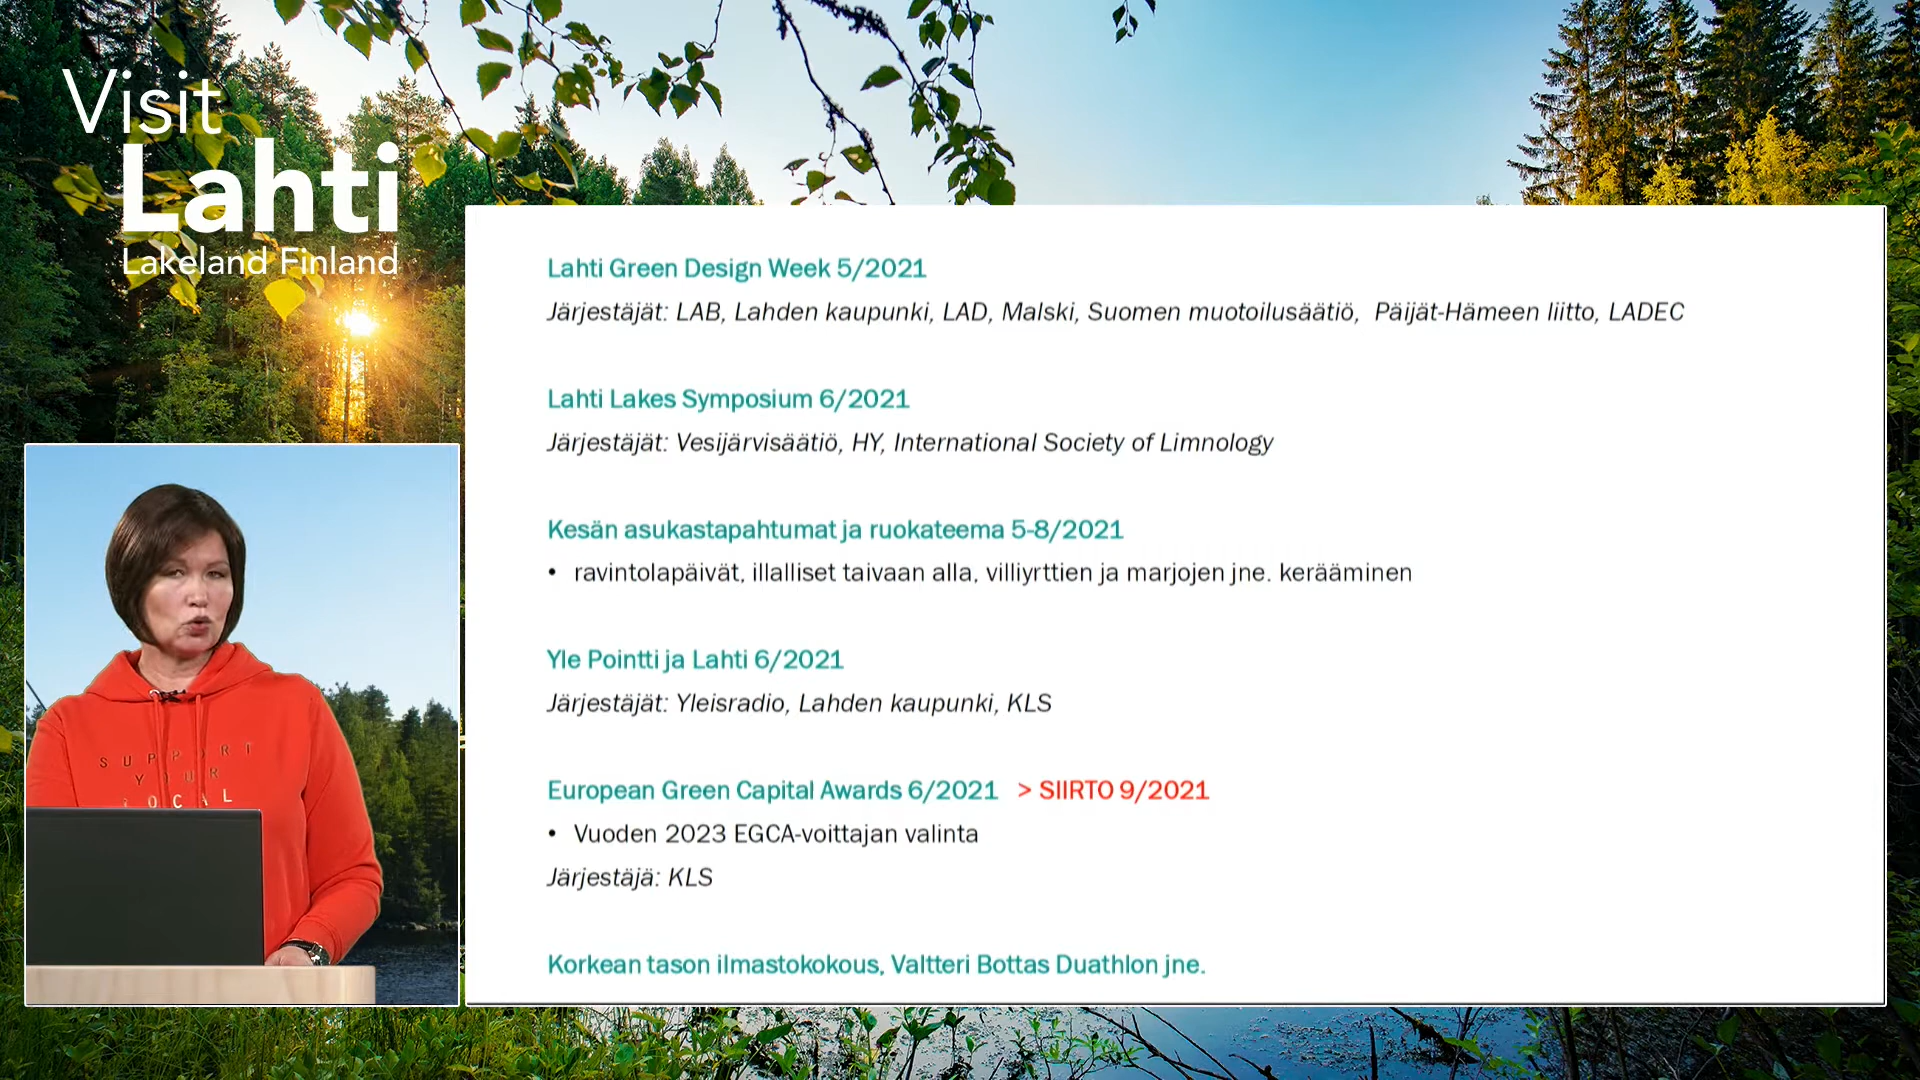 Visit
Lahti
Lakeland Finland
Lahti Green Design Week 5/2021
Järjestäjät: LAB, Lahden kaupunki, LAD, Malski, Suomen muotoilusäätiö, Päijät-Hämeen liitto, LADEC
Lahti Lakes Symposium 6/2021
Järjestäjät: Vesijärvisäätiö, HY, International Society of Limnology
Kesän asukastapahtumat ja ruokateema 5-8/2021
• ravintolapäivät, illalliset taivaan alla, villiyrttien ja marjojen jne. kerääminen
Yle Pointti ja Lahti 6/2021
Järjestäjät: Yleisradio, Lahden kaupunki, KLS
European Green Capital Awards 6/2021 > SIIRTO 9/2021
• Vuoden 2023 EGCA-voittajan valinta
Järjestäjä: KLS
Korkean tason ilmastokokous, Valtteri Bottas Duathlon jne.
SUPPORT
YOUR
LOCAL